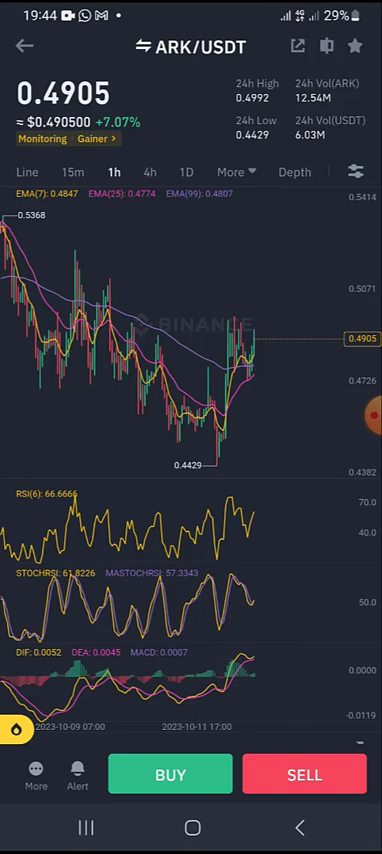 19:44 29%
ARK/USDT
0.4905
≈ $0.490500 +7.07%
Monitoring Gainer >
24h High 24h Vol(ARK)
0.4992 12.54M
24h Low 24h Vol(USDT)
0.4429 6.03M
Line 15m 1h 4h 1D More Depth
EMA(7): 0.4847 EMA(25): 0.4774 EMA(99): 0.4807
0.5414
0.5368
0.5071
BINANCE
0.4905
0.4726
0.4429
0.4382
RSI(6): 66.6666
70.0
40.0
STOCHRSI: 61.8226 MASTOCHRSI: 57.3343
50.0
DIF: 0.0052 DEA: 0.0045 MACD: 0.0007
0.0000
-0.0119
2023-10-09 07:00 2023-10-11 17:00
More Alert BUY SELL